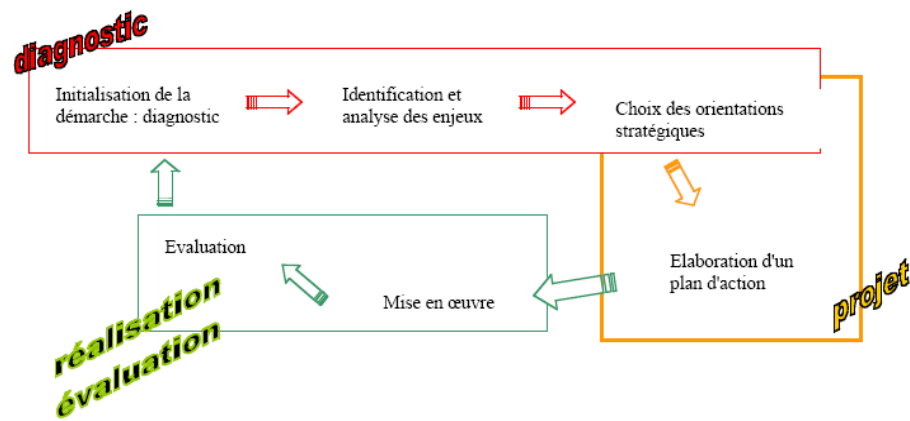 diagnostic
Initialisation de la
démarche : diagnostic
Identification et
analyse des enjeux
Choix des orientations
stratégiques
Elaboration d'un
plan d'action
projet
Mise en œuvre
Evaluation
réalisation
évaluation